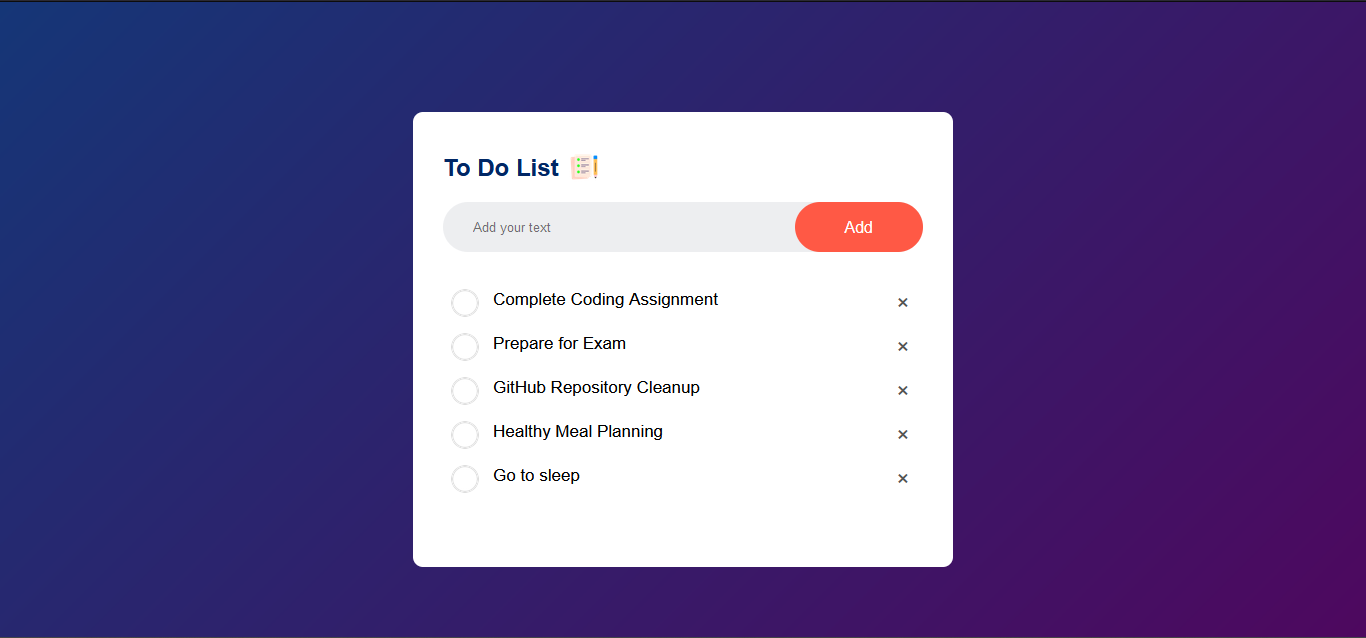 To Do List
Add your text
Add
Complete Coding Assignment
Prepare for Exam
GitHub Repository Cleanup
Healthy Meal Planning
Go to sleep